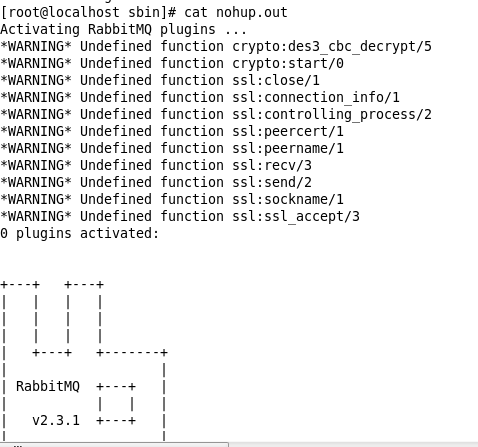 [root@localhost sbin]# cat nohup.out
Activating RabbitMQ plugins ...
*WARNING* Undefined function crypto:des3_cbc_decrypt/5
*WARNING* Undefined function crypto:start/0
*WARNING* Undefined function ssl:close/1
*WARNING* Undefined function ssl:connection_info/1
*WARNING* Undefined function ssl:controlling_process/2
*WARNING* Undefined function ssl:peercert/1
*WARNING* Undefined function ssl:peername/1
*WARNING* Undefined function ssl:recv/3
*WARNING* Undefined function ssl:send/2
*WARNING* Undefined function ssl:sockname/1
*WARNING* Undefined function ssl:ssl_accept/3
0 plugins activated:
+---+   +---+
|   |   |   |
|   |   |   |
|   |   |   |
|   +---+   +-------+
|                   |
| RabbitMQ  +---+   |
|           |   |   |
|   v2.3.1  +---+   |
|                   |